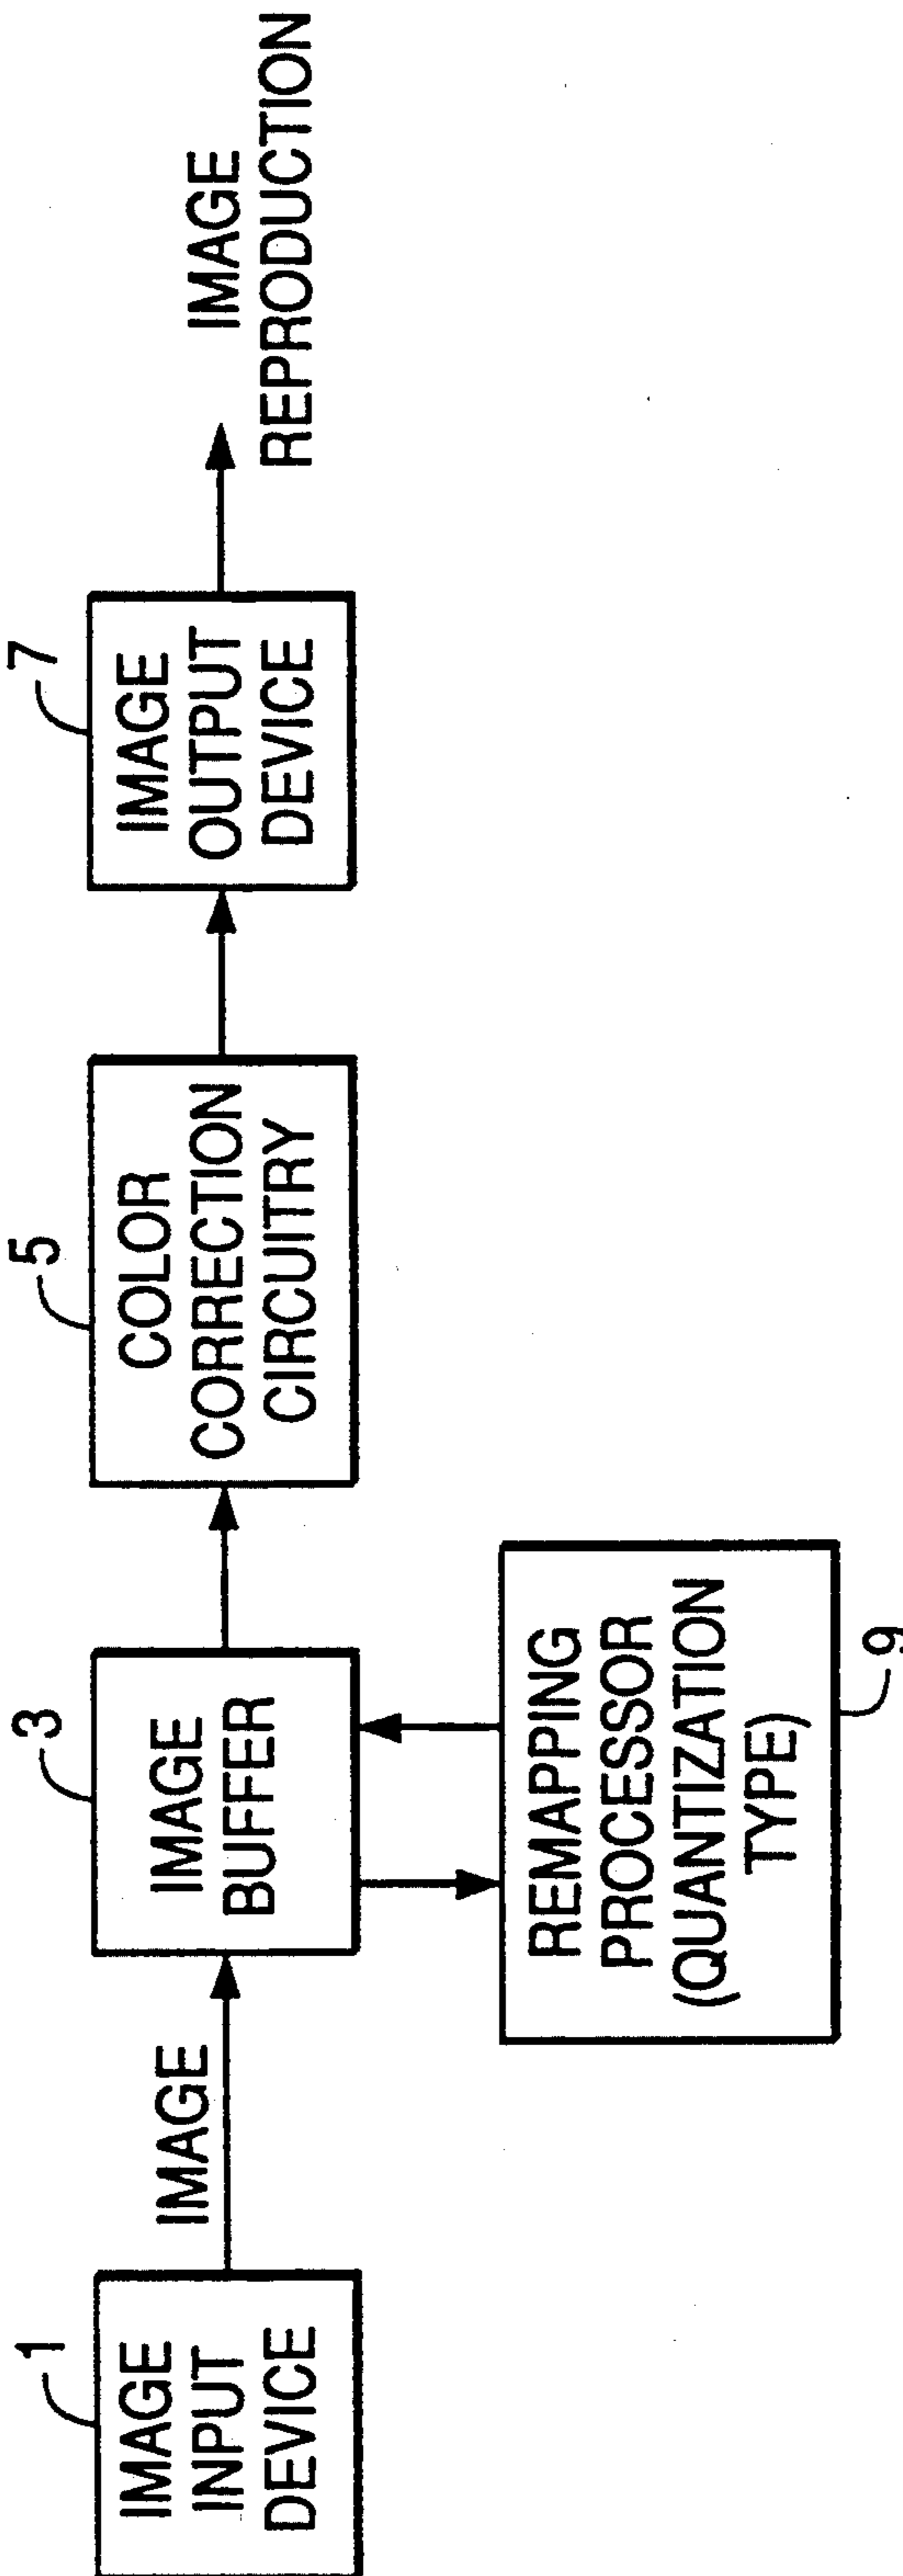 1
IMAGE
INPUT
DEVICE
IMAGE
3
IMAGE
BUFFER
REMAPPING
PROCESSOR
(QUANTIZATION
TYPE)
9
5
COLOR
CORRECTION
CIRCUITRY
7
IMAGE
OUTPUT
DEVICE
IMAGE
REPRODUCTION